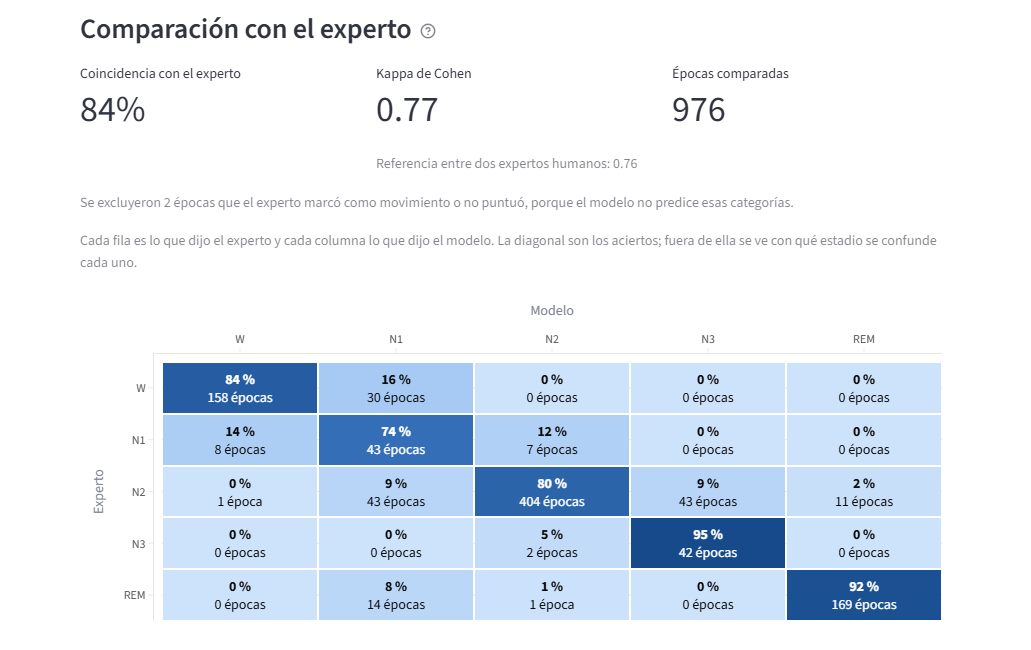 Comparación con el experto
Coincidencia con el experto Kappa de Cohen Épocas comparadas
84% 0.77 976
Referencia entre dos expertos humanos: 0.76
Se excluyeron 2 épocas que el experto marcó como movimiento o no puntuó, porque el modelo no predice esas categorías.
Cada fila es lo que dijo el experto y cada columna lo que dijo el modelo. La diagonal son los aciertos; fuera de ella se ve con qué estadio se confunde
cada uno.
Modelo
W N1 N2 N3 REM
Experto
W
84 % 16 % 0 % 0 % 0 %
158 épocas 30 épocas 0 épocas 0 épocas 0 épocas
N1
14 % 74 % 12 % 0 % 0 %
8 épocas 43 épocas 7 épocas 0 épocas 0 épocas
N2
0 % 9 % 80 % 9 % 2 %
1 época 43 épocas 404 épocas 43 épocas 11 épocas
N3
0 % 0 % 5 % 95 % 0 %
0 épocas 0 épocas 2 épocas 42 épocas 0 épocas
REM
0 % 8 % 1 % 0 % 92 %
0 épocas 14 épocas 1 época 0 épocas 169 épocas